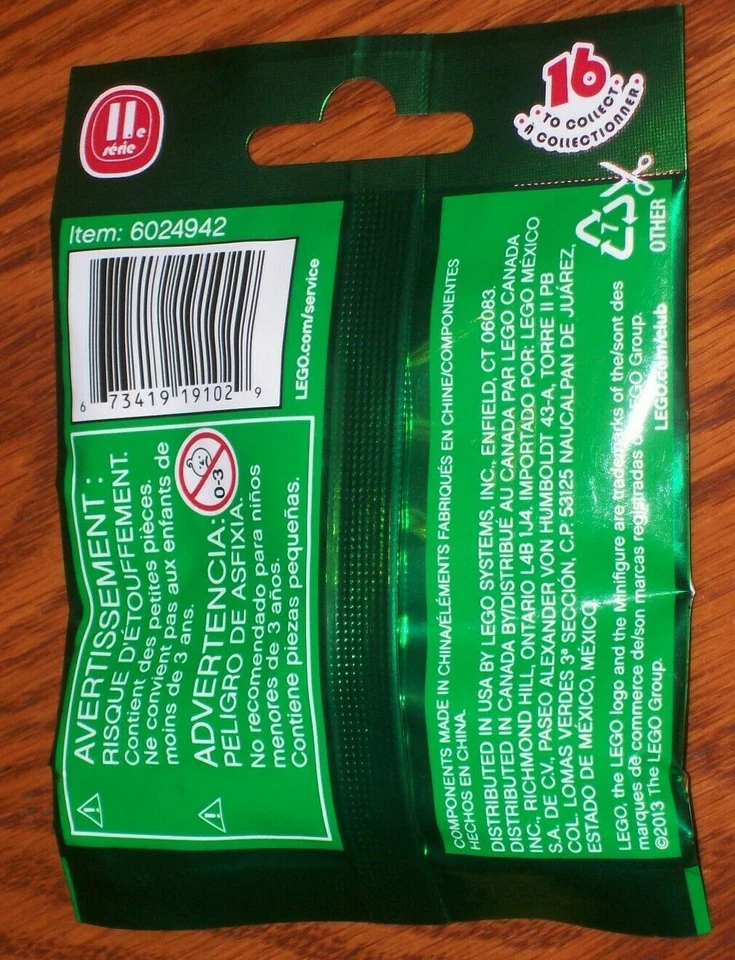 11.e
série
16
TO COLLECT
À COLLECTIONNER
Item: 6024942
6 73419 19102 9
LEGO.com/service
AVERTISSEMENT :
RISQUE D'ÉTOUFFEMENT.
Contient des petites pièces.
Ne convient pas aux enfants de
moins de 3 ans.
0-3
ADVERTENCIA:
PELIGRO DE ASFIXIA.
No recomendado para niños
menores de 3 años.
Contiene piezas pequeñas.
COMPONENTS MADE IN CHINA/ÉLÉMENTS FABRIQUÉS EN CHINE/COMPONENTES
HECHOS EN CHINA.
DISTRIBUTED IN USA BY LEGO SYSTEMS, INC., ENFIELD, CT 06083.
DISTRIBUTED IN CANADA BY/DISTRIBUÉ AU CANADA PAR LEGO CANADA
INC., RICHMOND HILL, ONTARIO L4B 1J4. IMPORTADO POR: LEGO MÉXICO
S.A. DE C.V., PASEO ALEXANDER VON HUMBOLDT 43-A, TORRE II PB
COL. LOMAS VERDES 3ª SECCIÓN, C.P. 53125 NAUCALPAN DE JUÁREZ,
ESTADO DE MÉXICO, MÉXICO.
7
OTHER
LEGO.com/club
LEGO, the LEGO logo and the Minifigure are trademarks of the/sont des
marques de commerce de/son marcas registradas de LEGO Group.
©2013 The LEGO Group.